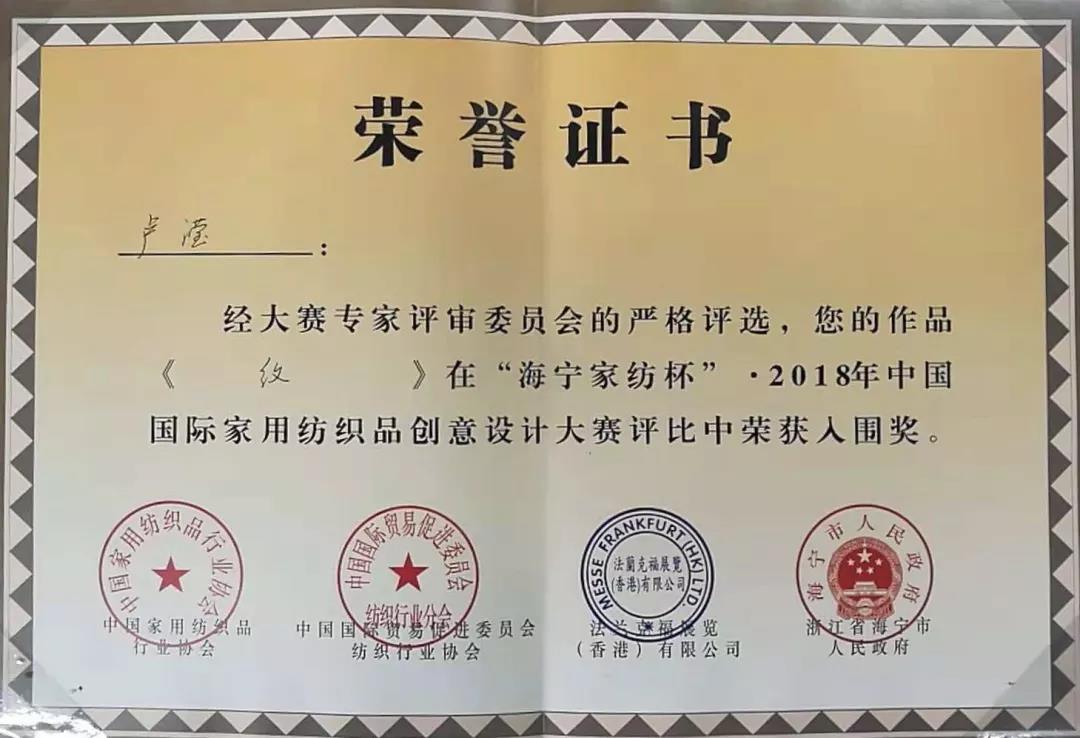 荣誉证书
卢滢：
经大赛专家评审委员会的严格评选，您的作品
《 纹 》在“海宁家纺杯”·2018年中国
国际家用纺织品创意设计大赛评比中荣获入围奖。
中国家用纺织品行业协会
中国国际贸易促进委员会
纺织行业分会
MESSE FRANKFURT (HK) LTD.
法蘭克福展覽
(香港)有限公司
海宁市人民政府
中国家用纺织品
行业协会
中国国际贸易促进委员会
纺织行业协会
法兰克福展览
（香港）有限公司
浙江省海宁市
人民政府